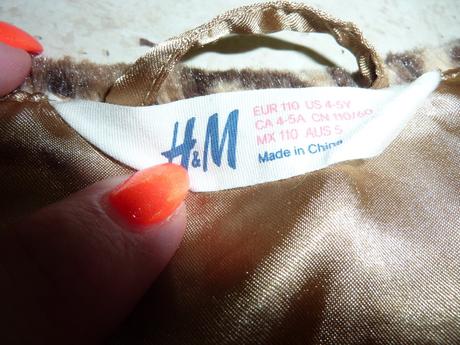 H&M
EUR 110 US 4-5Y
CA 4-5A CN 110/60
MX 110 AUS 5
Made in China